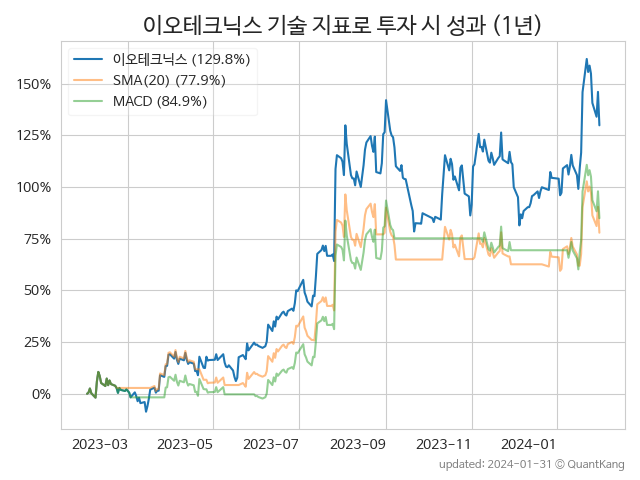 이오테크닉스 기술 지표로 투자 시 성과 (1년)
이오테크닉스 (129.8%)
SMA(20) (77.9%)
MACD (84.9%)
150%
125%
100%
75%
50%
25%
0%
2023-03 2023-05 2023-07 2023-09 2023-11 2024-01
updated: 2024-01-31 © QuantKang